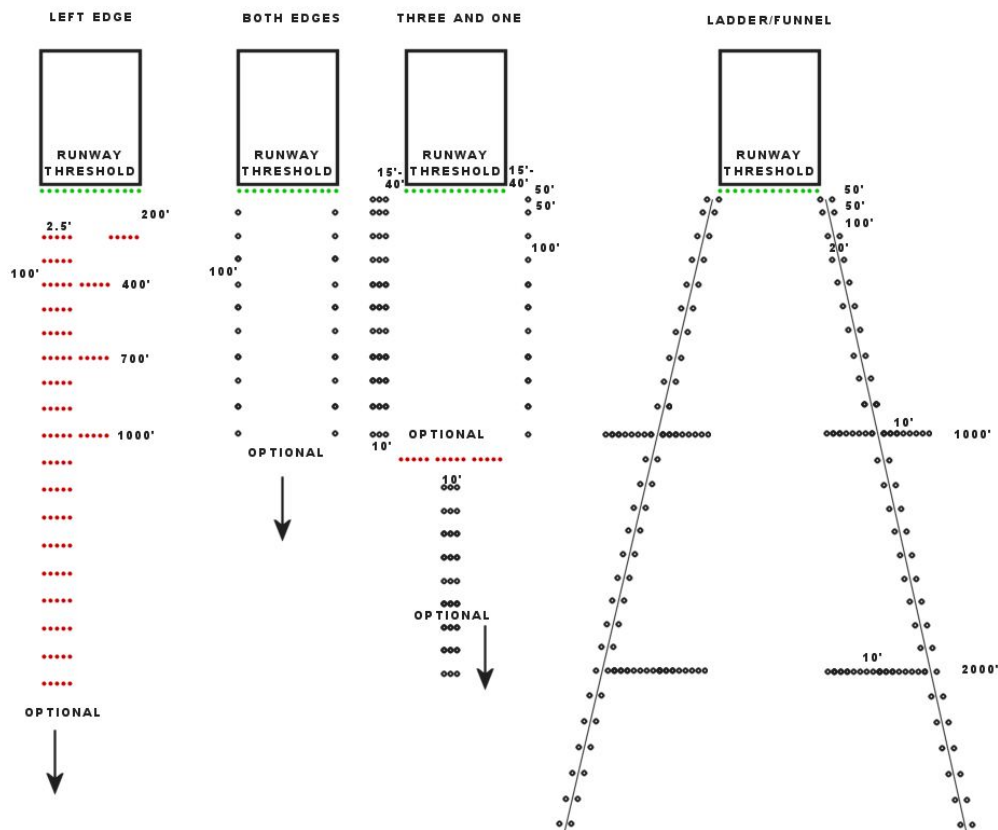 LEFT EDGE
BOTH EDGES
THREE AND ONE
LADDER/FUNNEL
RUNWAY
THRESHOLD
200'
2.5'
100'
400'
700'
1000'
OPTIONAL
RUNWAY
THRESHOLD
100'
OPTIONAL
RUNWAY
THRESHOLD
15'-
40'
15'-
40'
50'
50'
100'
OPTIONAL
10'
10'
OPTIONAL
RUNWAY
THRESHOLD
50'
50'
100'
20'
10'
1000'
10'
2000'